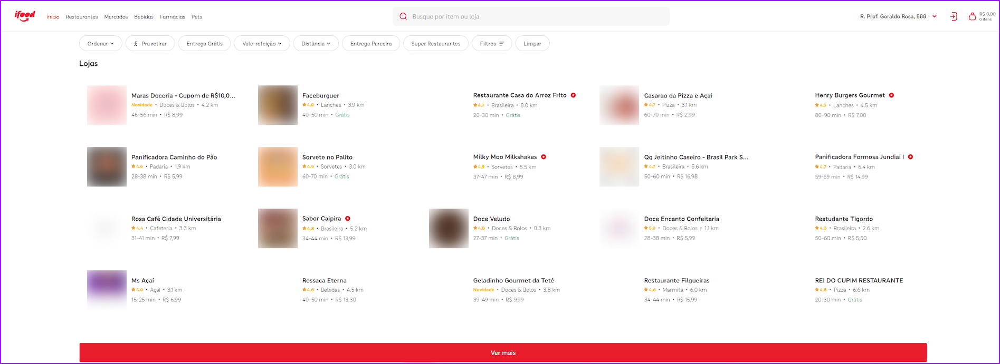 ifood Início Restaurantes Mercados Bebidas Farmácias Pets Busque por item ou loja R. Prof. Geraldo Rosa, 588 R$ 0,00
0 itens
Ordenar Pra retirar Entrega Grátis Vale-refeição Distância Entrega Parceira Super Restaurantes Filtros Limpar
Lojas
Maras Doceria - Cupom de R$10,0...
Novidade • Doces & Bolos • 4.2 km
46-56 min • R$ 8,99
Faceburguer
4.0 • Lanches • 3.9 km
40-50 min • Grátis
Restaurante Casa do Arroz Frito
4.7 • Brasileira • 8.0 km
20-30 min • Grátis
Casarao da Pizza e Açai
4.7 • Pizza • 3.1 km
60-70 min • R$ 2,99
Henry Burgers Gourmet
4.9 • Lanches • 4.5 km
80-90 min • R$ 7,00
Panificadora Caminho do Pão
4.6 • Padaria • 1.9 km
28-38 min • R$ 5,99
Sorvete no Palito
4.5 • Sorvetes • 3.0 km
60-70 min • Grátis
Milky Moo Milkshakes
4.9 • Sorvetes • 5.5 km
37-47 min • R$ 8,99
Qg Jeitinho Caseiro - Brasil Park S...
4.7 • Brasileira • 5.6 km
50-60 min • R$ 16,98
Panificadora Formosa Jundiai I
4.7 • Padaria • 6.4 km
59-69 min • R$ 14,99
Rosa Café Cidade Universitária
4.4 • Cafeteria • 3.3 km
31-41 min • R$ 7,99
Sabor Caipira
4.8 • Brasileira • 5.2 km
34-44 min • R$ 13,99
Doce Veludo
4.8 • Doces & Bolos • 0.3 km
27-37 min • Grátis
Doce Encanto Confeitaria
5.0 • Doces & Bolos • 1.1 km
28-38 min • R$ 5,99
Restudante Tigordo
4.3 • Brasileira • 2.6 km
50-60 min • R$ 5,50
Ms Açaí
4.0 • Açaí • 3.1 km
15-25 min • R$ 6,99
Ressaca Eterna
4.6 • Bebidas • 4.5 km
40-50 min • R$ 13,30
Geladinho Gourmet da Teté
Novidade • Doces & Bolos • 3.8 km
39-49 min • R$ 9,99
Restaurante Filgueiras
4.6 • Marmita • 6.0 km
34-44 min • R$ 15,99
REI DO CUPIM RESTAURANTE
4.8 • Pizza • 6.6 km
20-30 min • Grátis
Ver mais